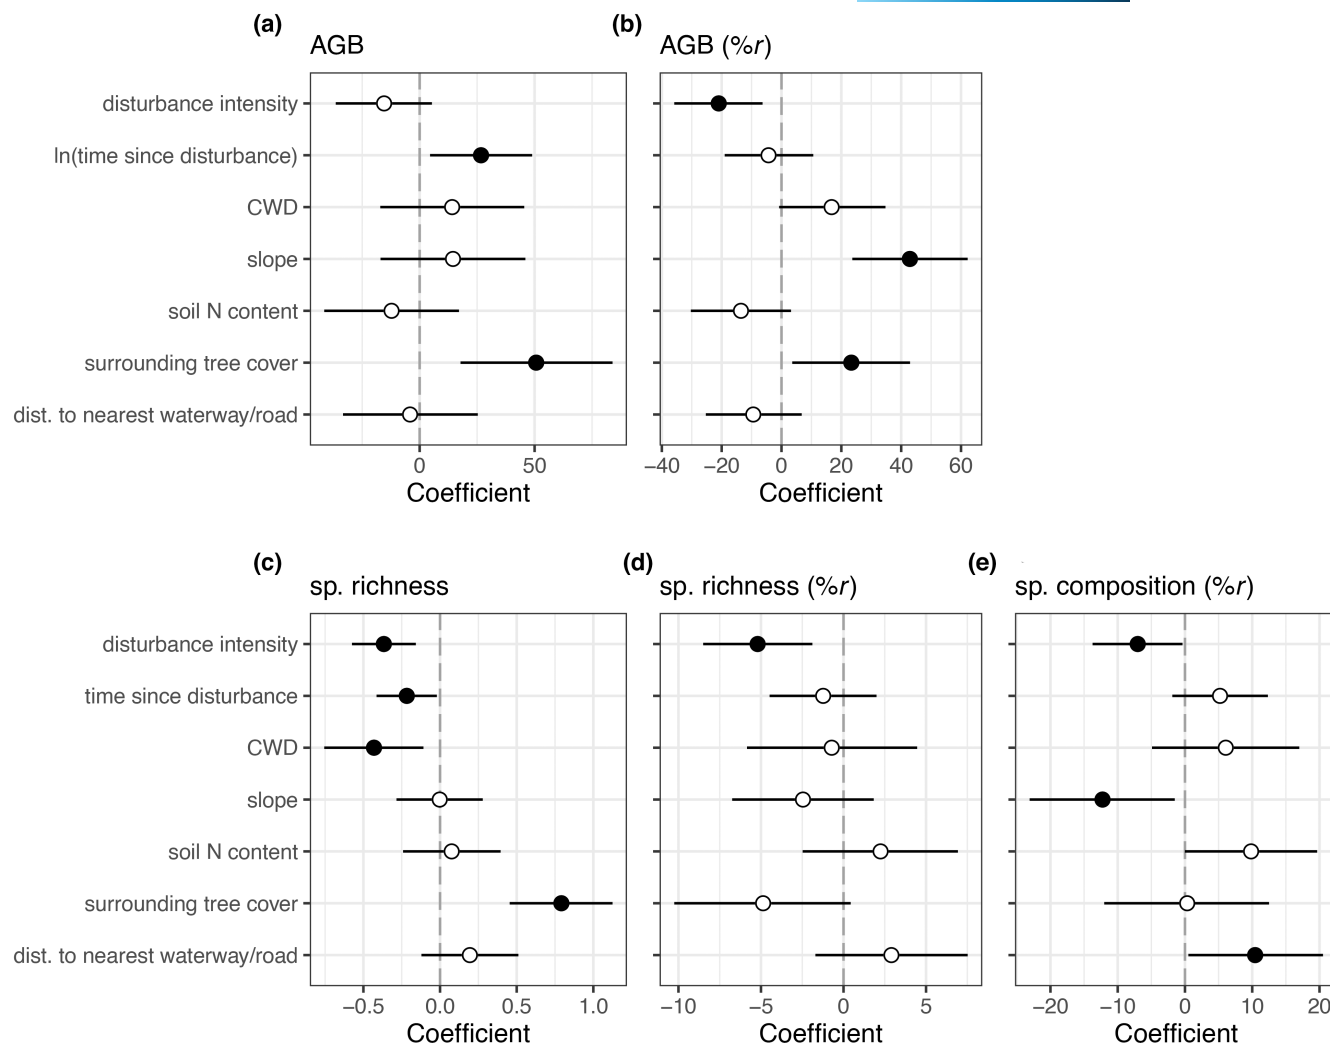 (a)
AGB
(b)
AGB (%r)
disturbance intensity
ln(time since disturbance)
CWD
slope
soil N content
surrounding tree cover
dist. to nearest waterway/road
0 50
Coefficient
−40 −20 0 20 40 60
Coefficient
(c)
sp. richness
(d)
sp. richness (%r)
(e)
sp. composition (%r)
disturbance intensity
time since disturbance
CWD
slope
soil N content
surrounding tree cover
dist. to nearest waterway/road
−0.5 0.0 0.5 1.0
Coefficient
−10 −5 0 5
Coefficient
−20 −10 0 10 20
Coefficient